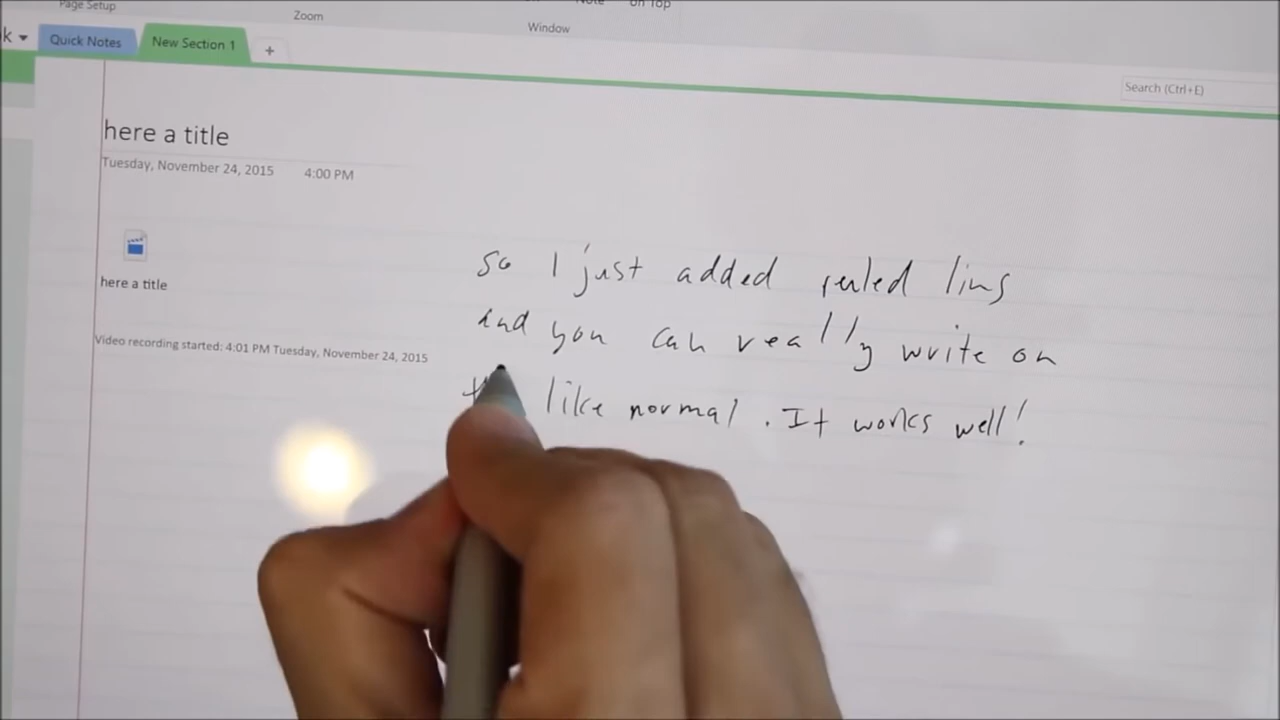 Page Setup
Zoom
Window
Note
on Top
k
Quick Notes
New Section 1
+
Search (Ctrl+E)
here a title
Tuesday, November 24, 2015 4:00 PM
here a title
Video recording started: 4:01 PM Tuesday, November 24, 2015
so I just added ruled lins
and you can really write on
like normal. It works well!